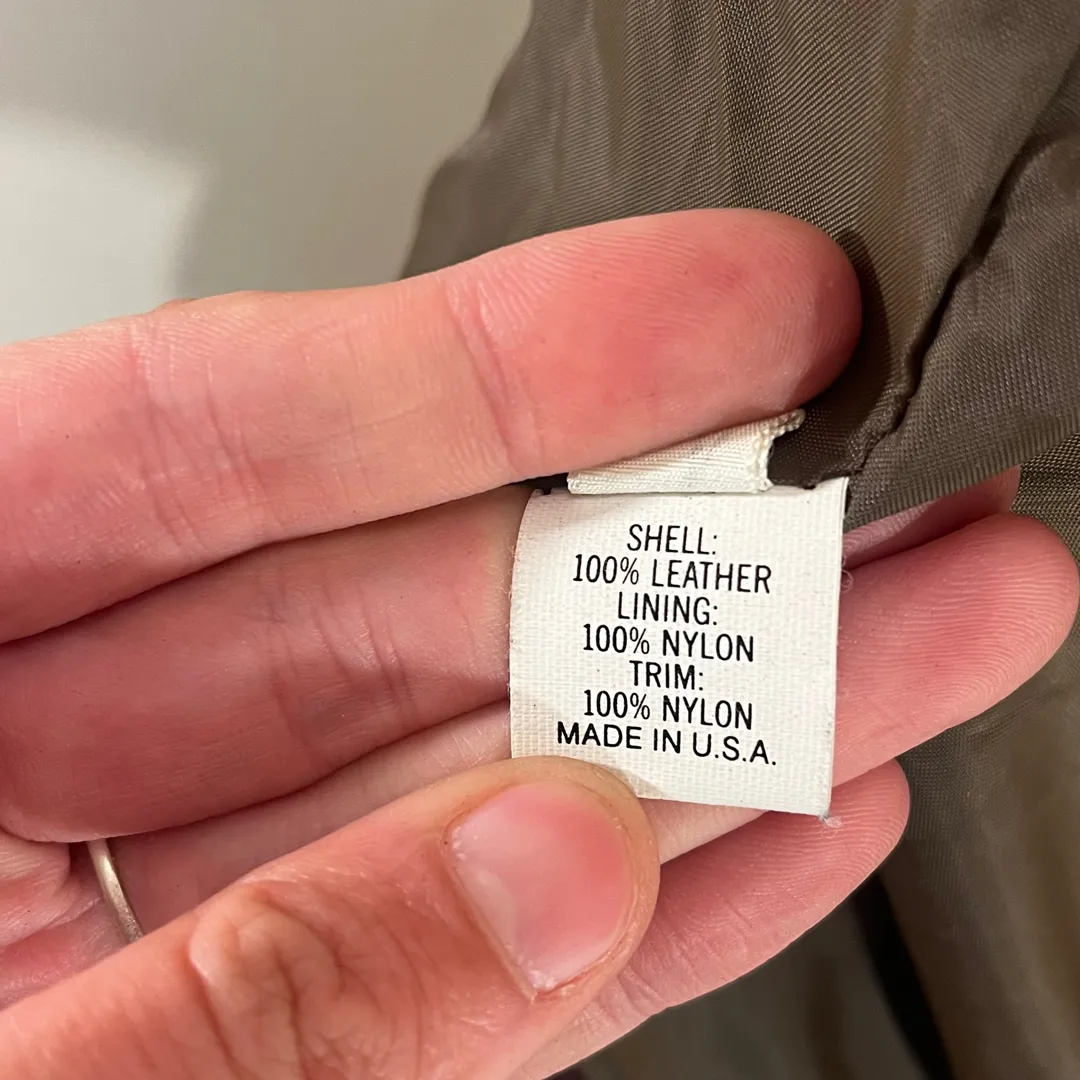 SHELL:
100% LEATHER
LINING:
100% NYLON
TRIM:
100% NYLON
MADE IN U.S.A.